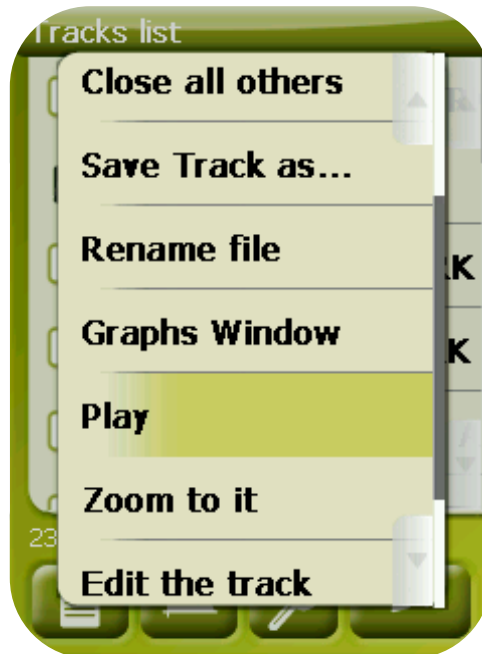 Tracks list
Close all others
Save Track as...
Rename file
Graphs Window
Play
Zoom to it
Edit the track
K
K
23